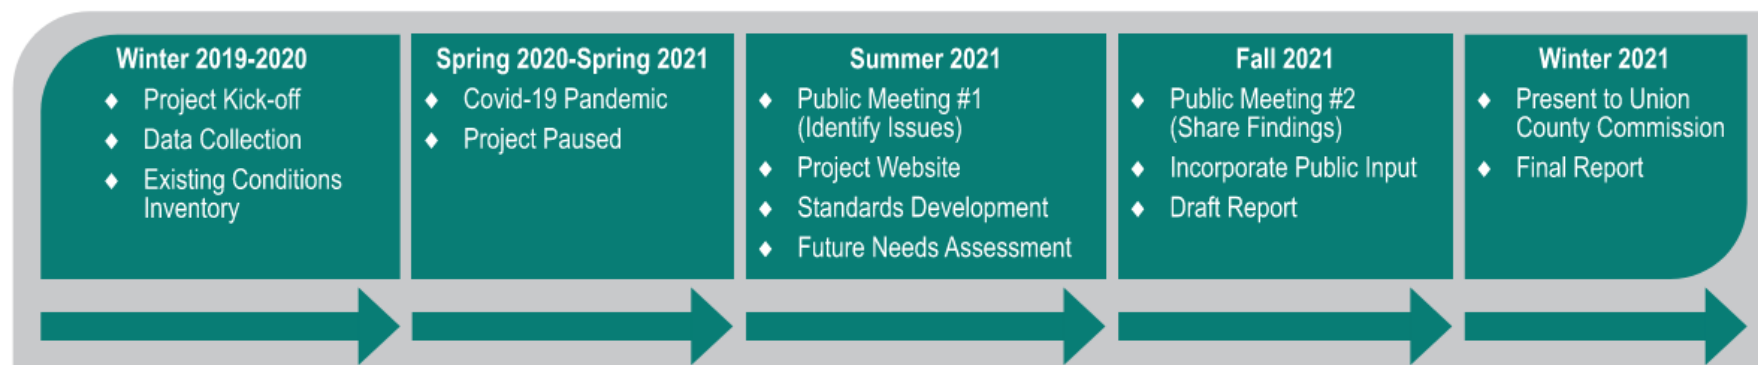 Winter 2019-2020
♦ Project Kick-off
♦ Data Collection
♦ Existing Conditions
Inventory
Spring 2020-Spring 2021
♦ Covid-19 Pandemic
♦ Project Paused
Summer 2021
♦ Public Meeting #1
(Identify Issues)
♦ Project Website
♦ Standards Development
♦ Future Needs Assessment
Fall 2021
♦ Public Meeting #2
(Share Findings)
♦ Incorporate Public Input
♦ Draft Report
Winter 2021
♦ Present to Union
County Commission
♦ Final Report